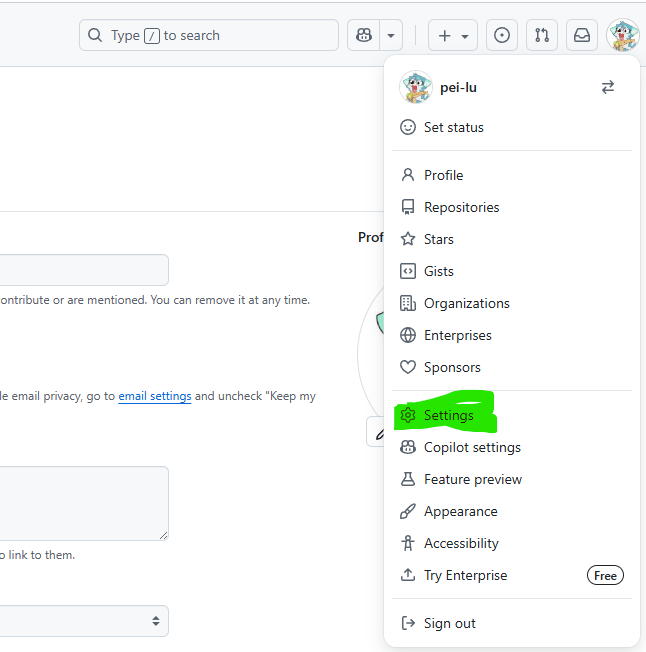 Type / to search
pei-lu
Set status
Profile
Repositories
Prof
Stars
Gists
ontribute or are mentioned. You can remove it at any time.
Organizations
Enterprises
Sponsors
le email privacy, go to email settings and uncheck "Keep my
Settings
Copilot settings
Feature preview
Appearance
Accessibility
o link to them.
Try Enterprise Free
Sign out